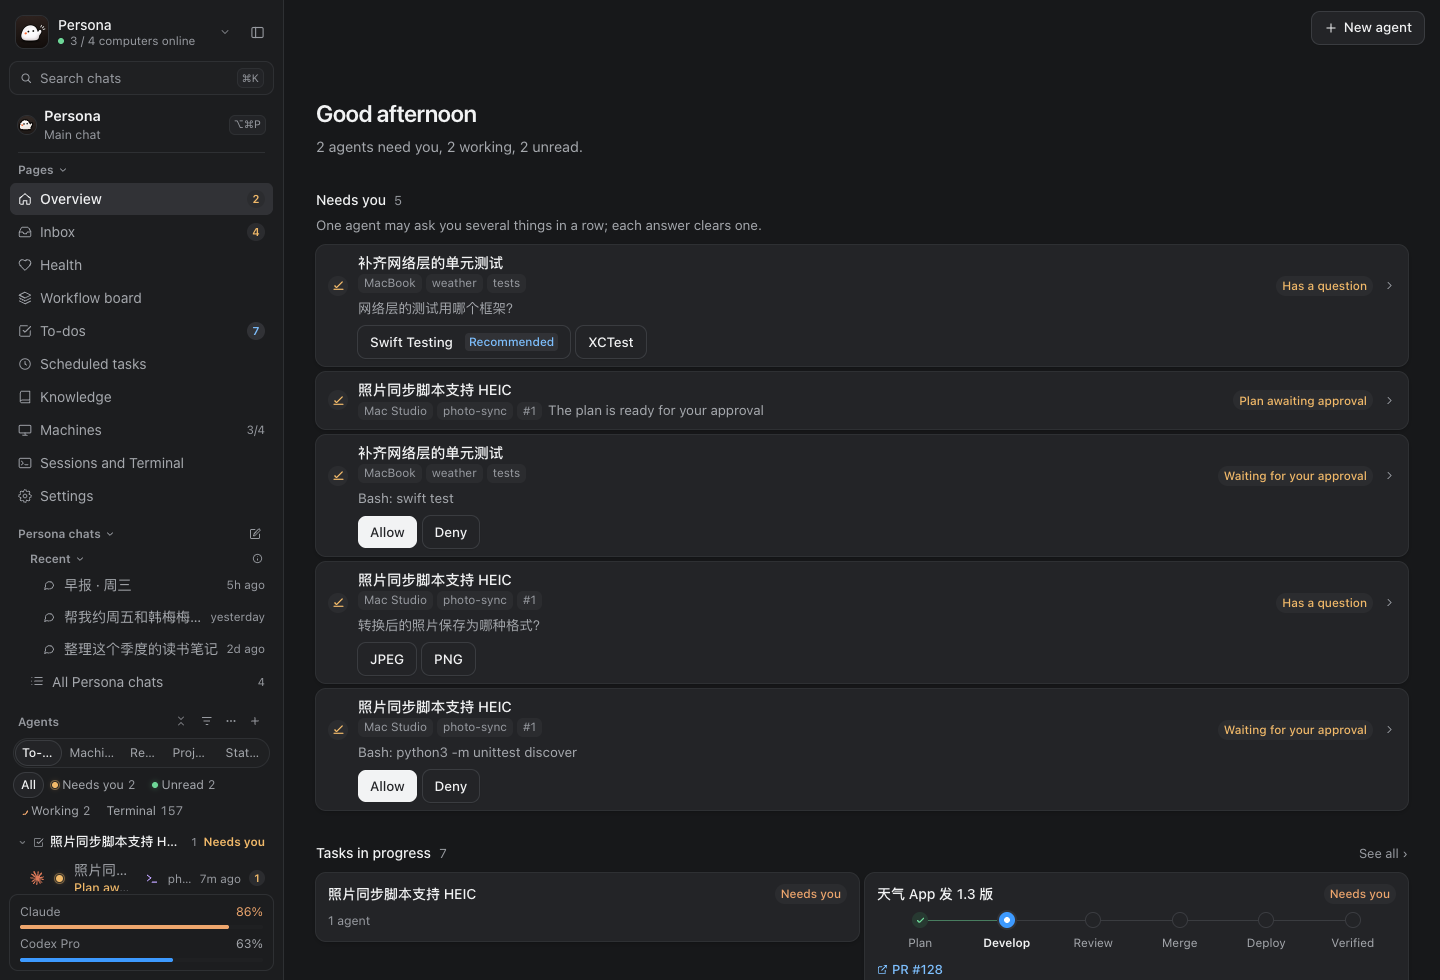 Persona
3 / 4 computers online
Search chats ⌘K
Persona
Main chat
⌥⌘P
Pages
Overview 2
Inbox 4
Health
Workflow board
To-dos 7
Scheduled tasks
Knowledge
Machines 3/4
Sessions and Terminal
Settings
Persona chats
Recent
早报 · 周三 5h ago
帮我约周五和韩梅梅... yesterday
整理这个季度的读书笔记 2d ago
All Persona chats 4
Agents
To-... Machi... Re... Proj... Stat...
All Needs you 2 Unread 2
Working 2 Terminal 157
照片同步脚本支持 H... 1 Needs you
照片同... ph... 7m ago 1
Plan aw...
Claude 86%
Codex Pro 63%
New agent
Good afternoon
2 agents need you, 2 working, 2 unread.
Needs you 5
One agent may ask you several things in a row; each answer clears one.
补齐网络层的单元测试
MacBook weather tests
Has a question
网络层的测试用哪个框架?
Swift Testing Recommended XCTest
照片同步脚本支持 HEIC
Mac Studio photo-sync #1 The plan is ready for your approval
Plan awaiting approval
补齐网络层的单元测试
MacBook weather tests
Waiting for your approval
Bash: swift test
Allow Deny
照片同步脚本支持 HEIC
Mac Studio photo-sync #1
Has a question
转换后的照片保存为哪种格式?
JPEG PNG
照片同步脚本支持 HEIC
Mac Studio photo-sync #1
Waiting for your approval
Bash: python3 -m unittest discover
Allow Deny
Tasks in progress 7
See all ›
照片同步脚本支持 HEIC Needs you
1 agent
天气 App 发 1.3 版 Needs you
Plan Develop Review Merge Deploy Verified
PR #128